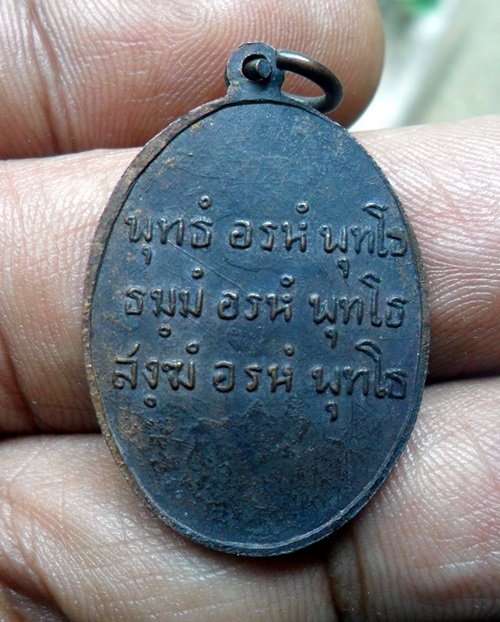 พุทธํ อรหํ พุทโธ
ธมฺมํ อรหํ พุทโธ
สงฺฆํ อรหํ พุทโธ